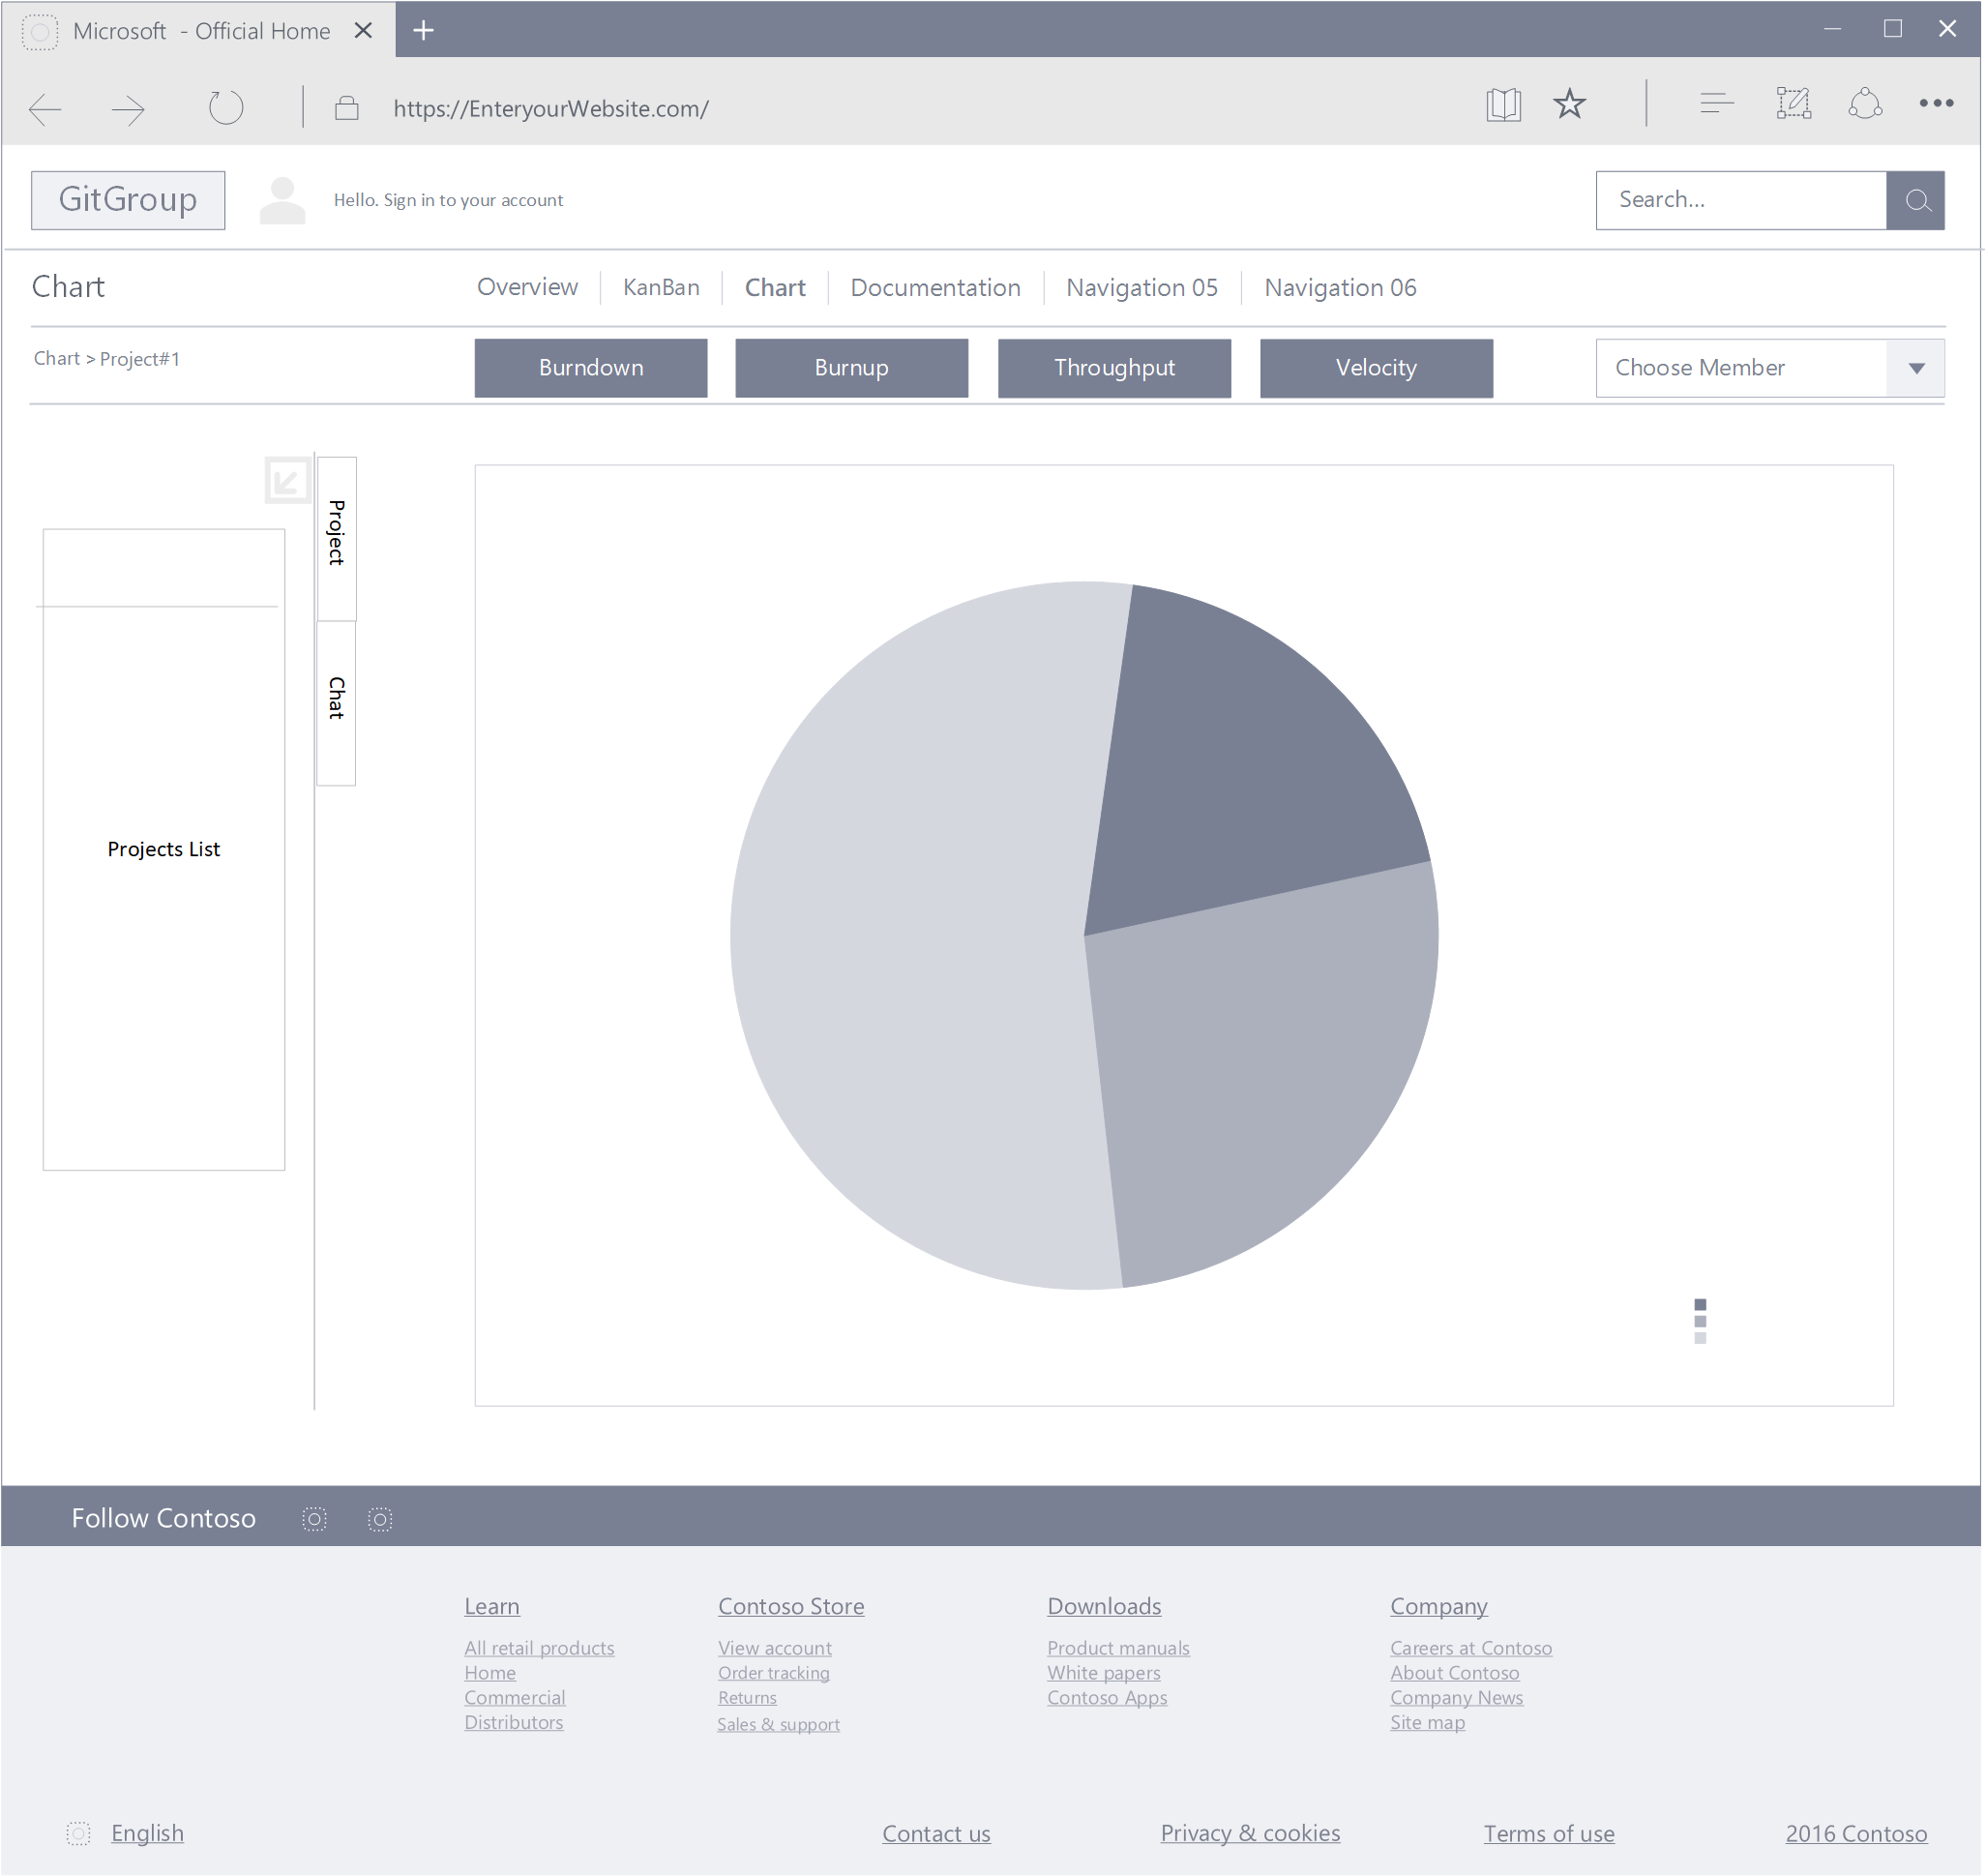 Microsoft - Official Home
https://EnteryourWebsite.com/
GitGroup
Hello. Sign in to your account
Search...
Chart
Overview
KanBan
Chart
Documentation
Navigation 05
Navigation 06
Chart > Project#1
Burndown
Burnup
Throughput
Velocity
Choose Member
Project
Chat
Projects List
Follow Contoso
Learn
All retail products
Home
Commercial
Distributors
Contoso Store
View account
Order tracking
Returns
Sales & support
Downloads
Product manuals
White papers
Contoso Apps
Company
Careers at Contoso
About Contoso
Company News
Site map
English
Contact us
Privacy & cookies
Terms of use
2016 Contoso